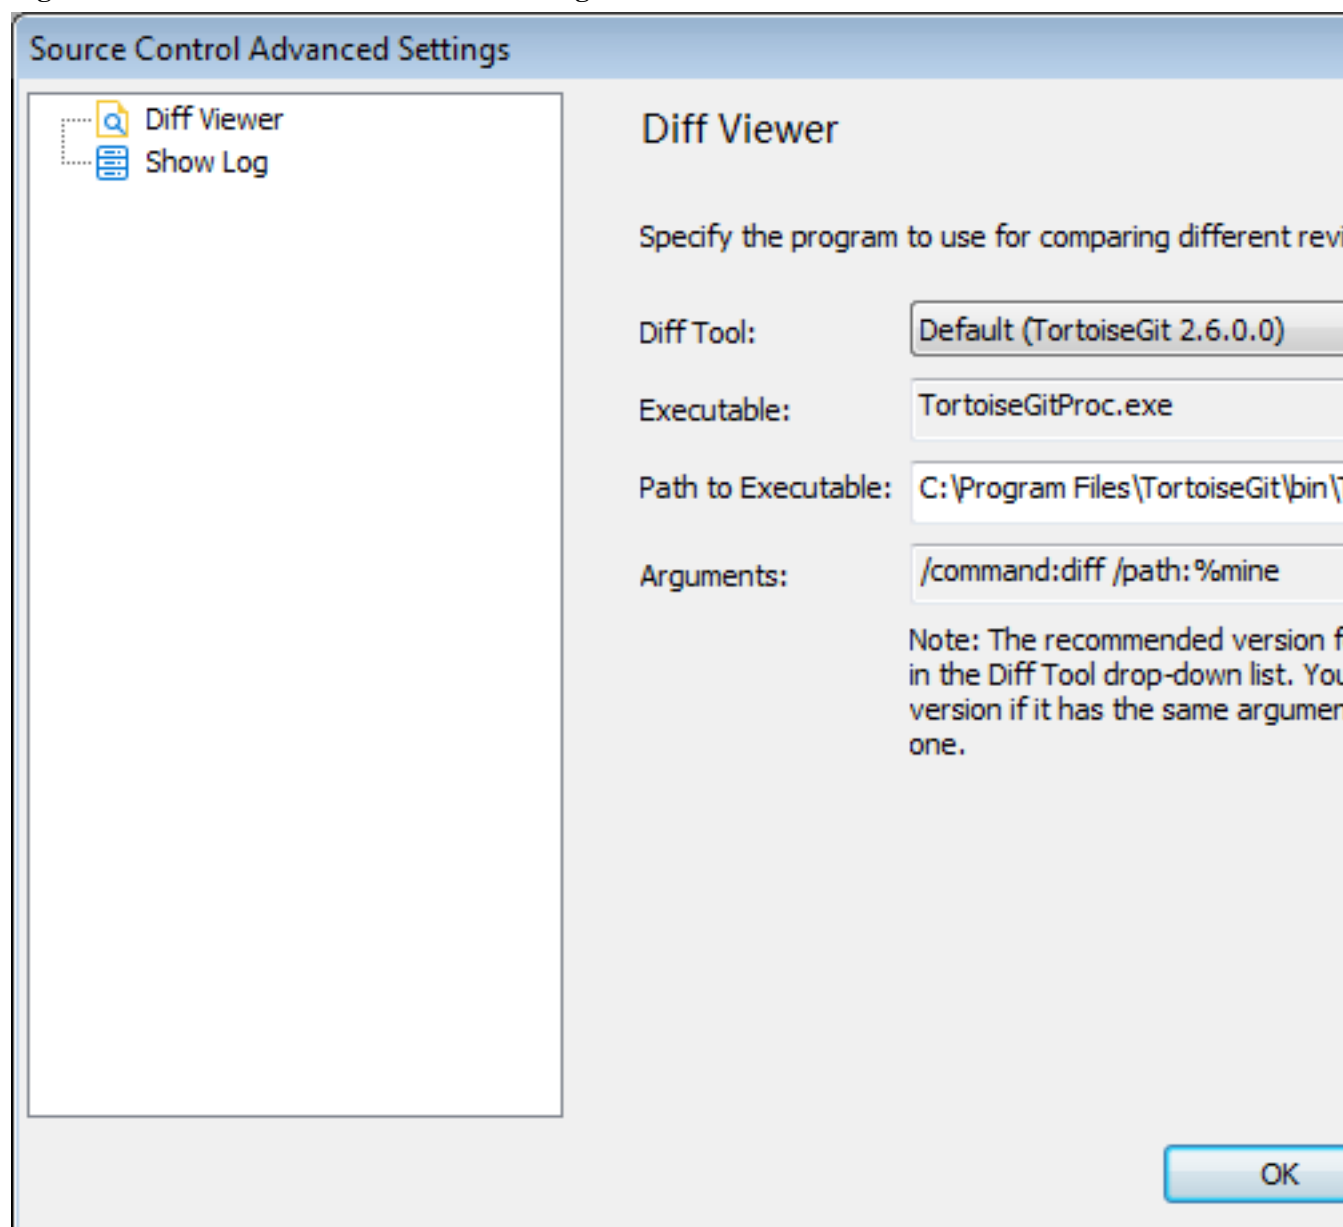 Source Control Advanced Settings
Diff Viewer
Show Log
Diff Viewer
Specify the program to use for comparing different
Diff Tool: Default (TortoiseGit 2.6.0.0)
Executable: TortoiseGitProc.exe
Path to Executable: C:\Program Files\TortoiseGit\bin\
Arguments: /command:diff /path:%mine
Note: The recommended version
in the Diff Tool drop-down list. You
version if it has the same
one.
OK